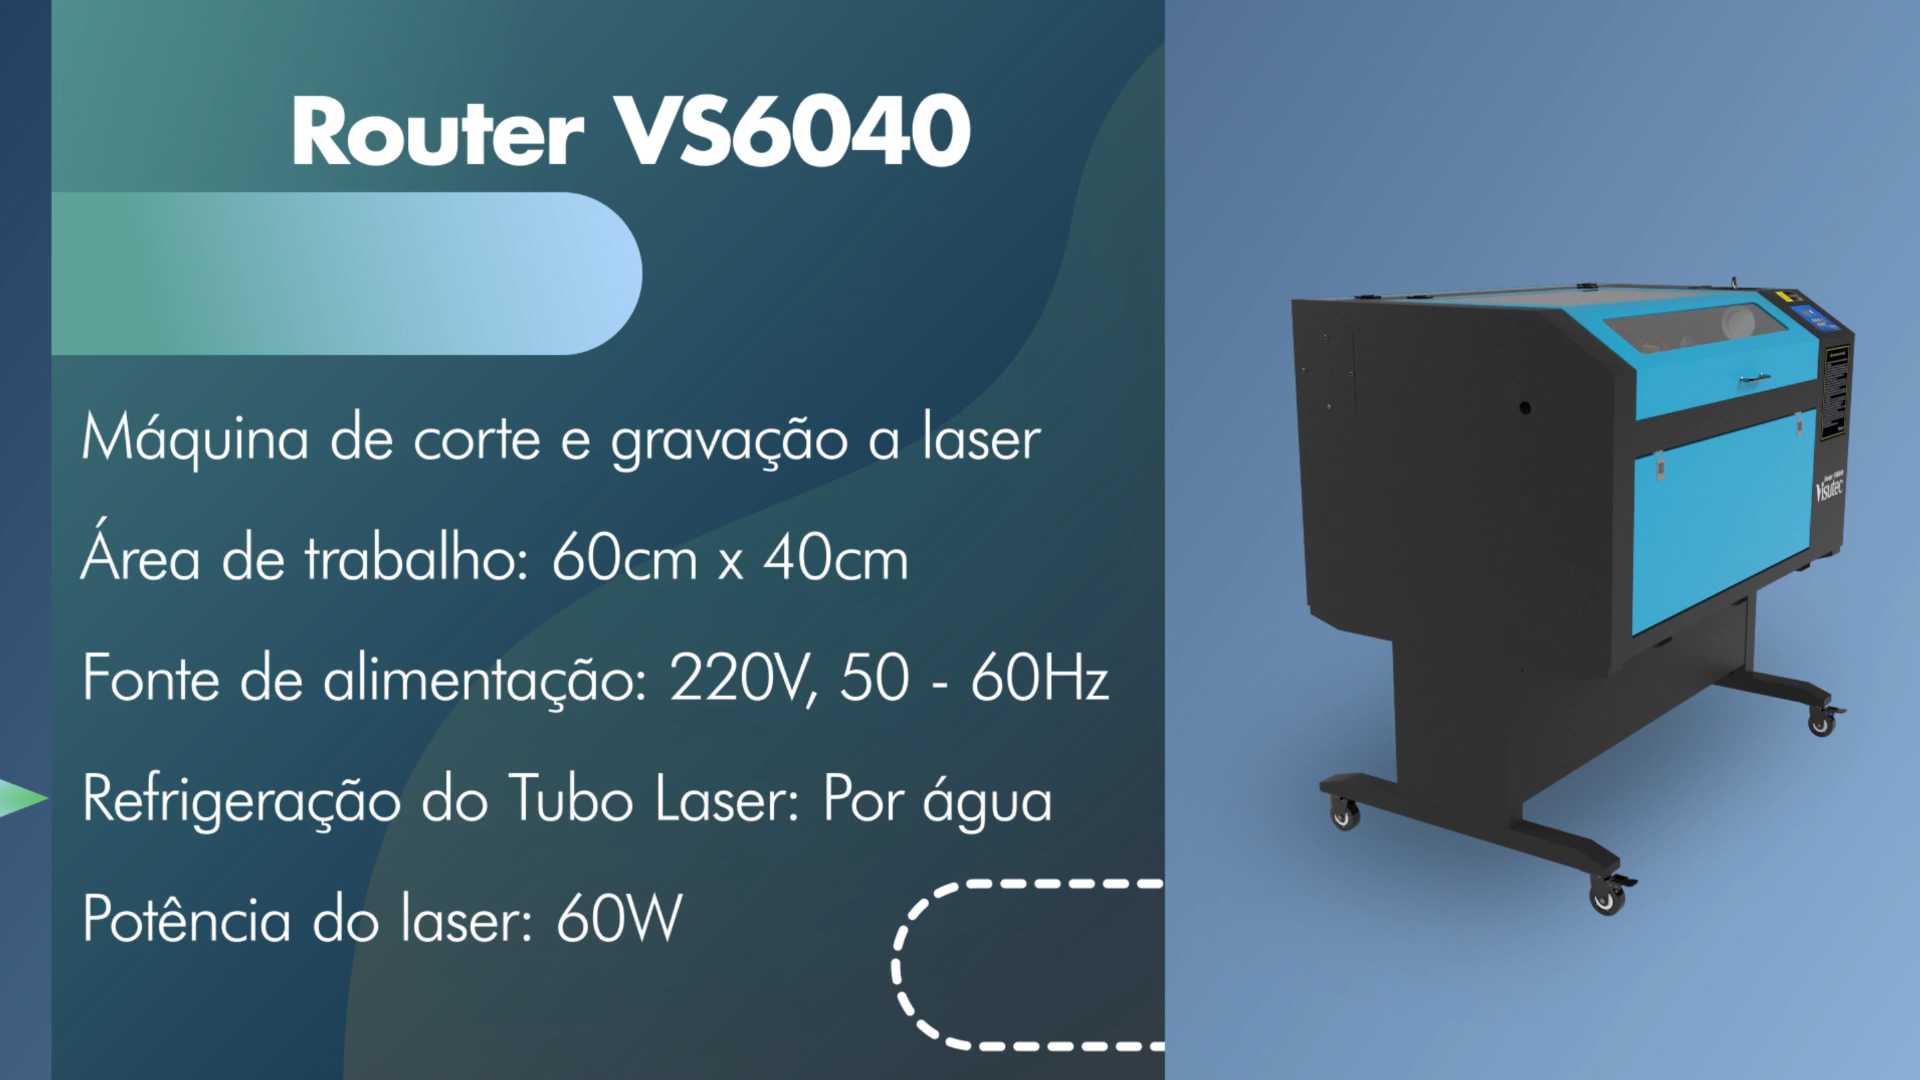 Router VS6040
Máquina de corte e gravação a laser
Área de trabalho: 60cm x 40cm
Fonte de alimentação: 220V, 50 - 60Hz
Refrigeração do Tubo Laser: Por água
Potência do laser: 60W
Visutec